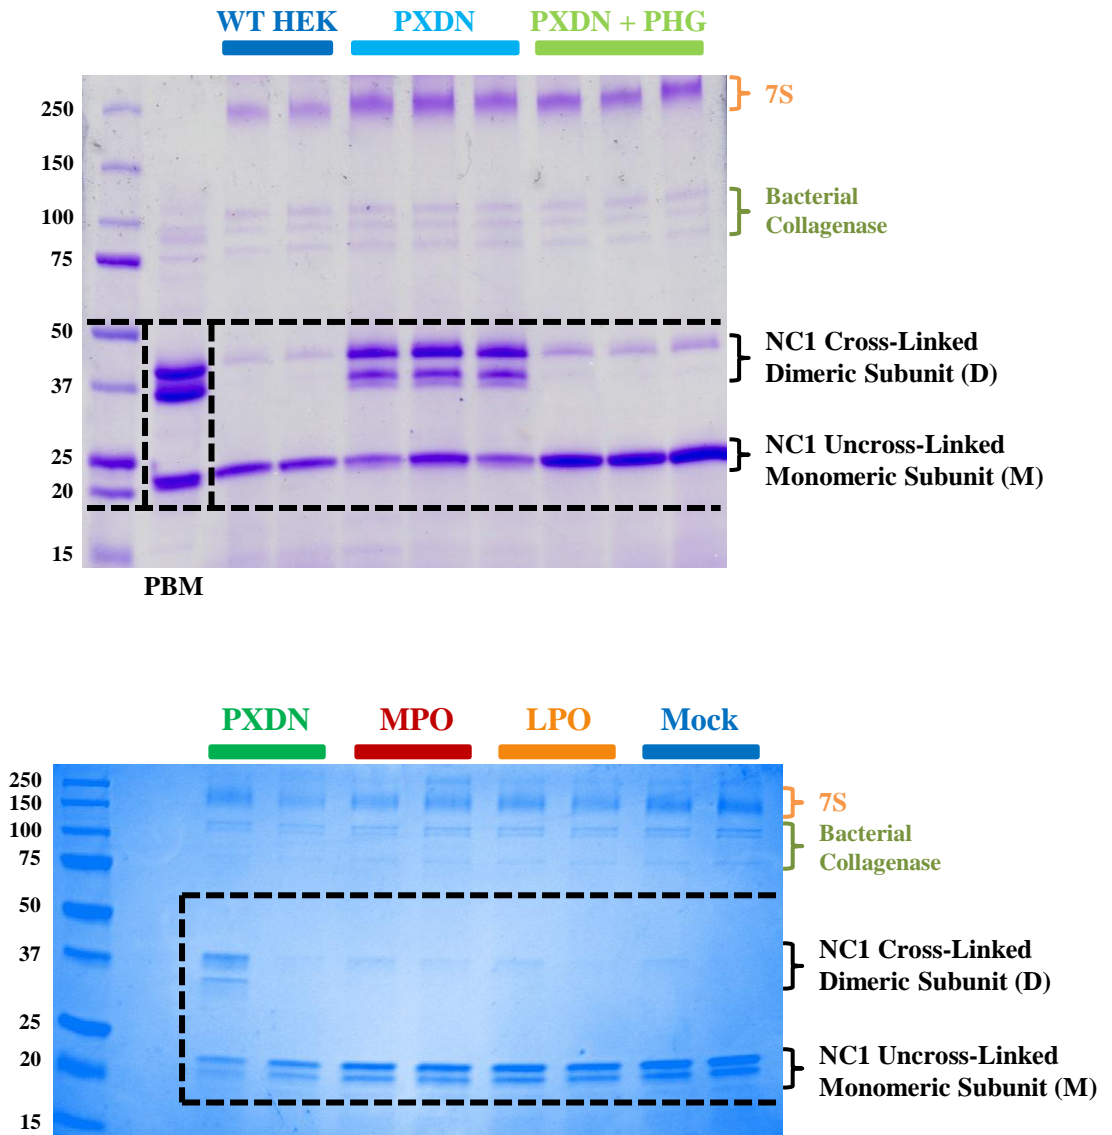 WT HEK PXDN PXDN + PHG
250
150
100
75
50
37
25
20
15
7S
Bacterial
Collagenase
NC1 Cross-Linked
Dimeric Subunit (D)
NC1 Uncross-Linked
Monomeric Subunit (M)
PBM
PXDN MPO LPO Mock
250
150
100
75
50
37
25
20
15
7S
Bacterial
Collagenase
NC1 Cross-Linked
Dimeric Subunit (D)
NC1 Uncross-Linked
Monomeric Subunit (M)